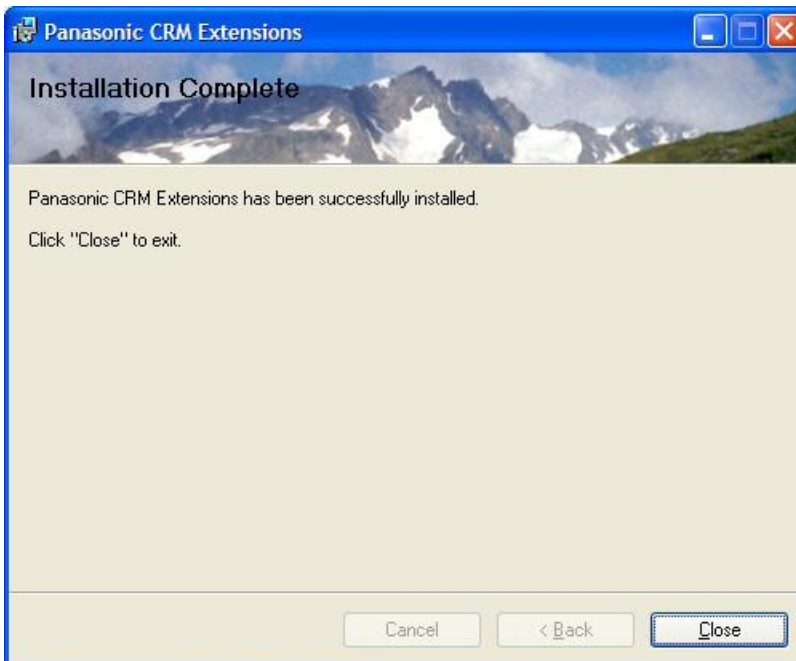 Panasonic CRM Extensions
Installation Complete
Panasonic CRM Extensions has been successfully installed.
Click "Close" to exit.
Cancel
< Back
Close